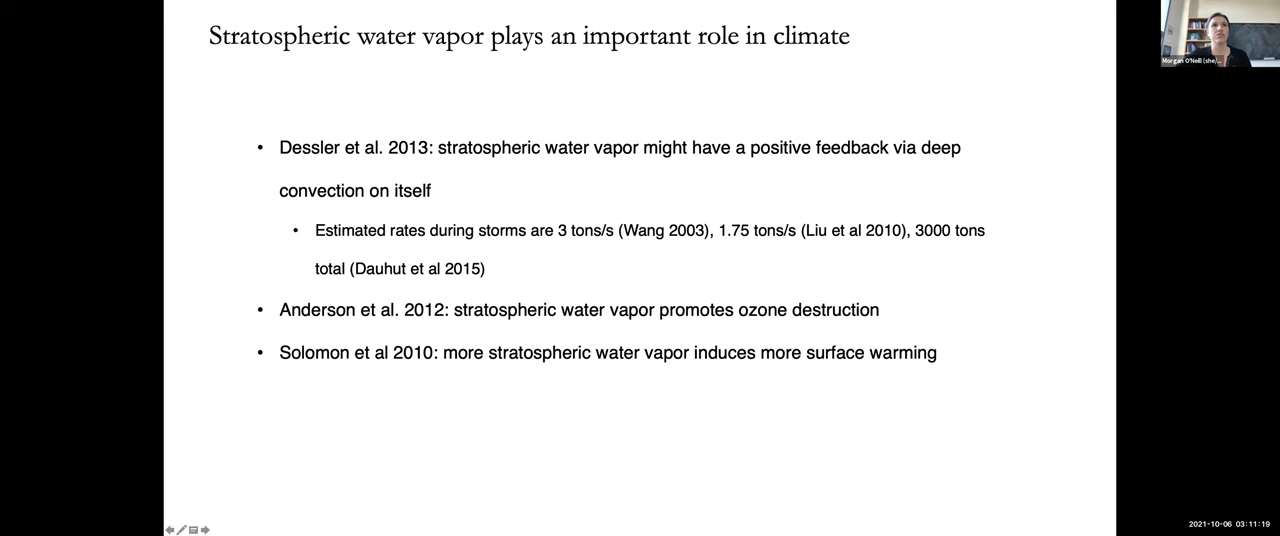 Stratospheric water vapor plays an important role in climate
Morgan O'Neill (she/...
• Dessler et al. 2013: stratospheric water vapor might have a positive feedback via deep
convection on itself
• Estimated rates during storms are 3 tons/s (Wang 2003), 1.75 tons/s (Liu et al 2010), 3000 tons
total (Dauhut et al 2015)
• Anderson et al. 2012: stratospheric water vapor promotes ozone destruction
• Solomon et al 2010: more stratospheric water vapor induces more surface warming
2021-10-06 03:11:19